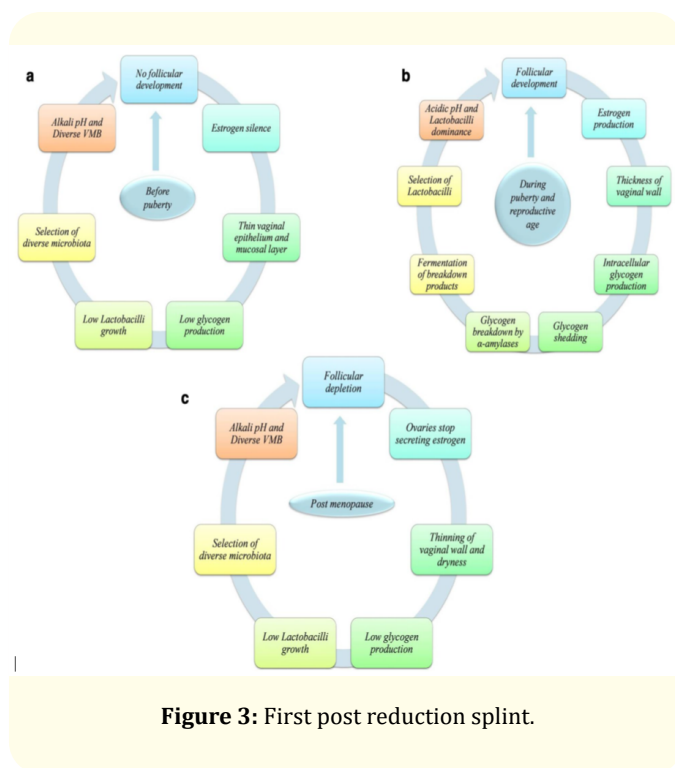 a
No follicular
development
Estrogen silence
Thin vaginal
epithelium and
mucosal layer
Low glycogen
production
Low Lactobacilli
growth
Selection of
diverse microbiota
Alkali pH and
Diverse VMB
Before
puberty
b
Follicular
development
Estrogen
production
Thickness of
vaginal wall
Intracellular
glycogen
production
Glycogen
shedding
Glycogen
breakdown by
α-amylases
Fermentation
of breakdown
products
Selection of
Lactobacilli
Acidic pH and
Lactobacilli
dominance
During
puberty and
reproductive
age
c
Follicular
depletion
Ovaries stop
secreting estrogen
Thinning of
vaginal wall and
dryness
Low glycogen
production
Low Lactobacilli
growth
Selection of
diverse microbiota
Alkali pH and
Diverse VMB
Post menopause
Figure 3: First post reduction splint.